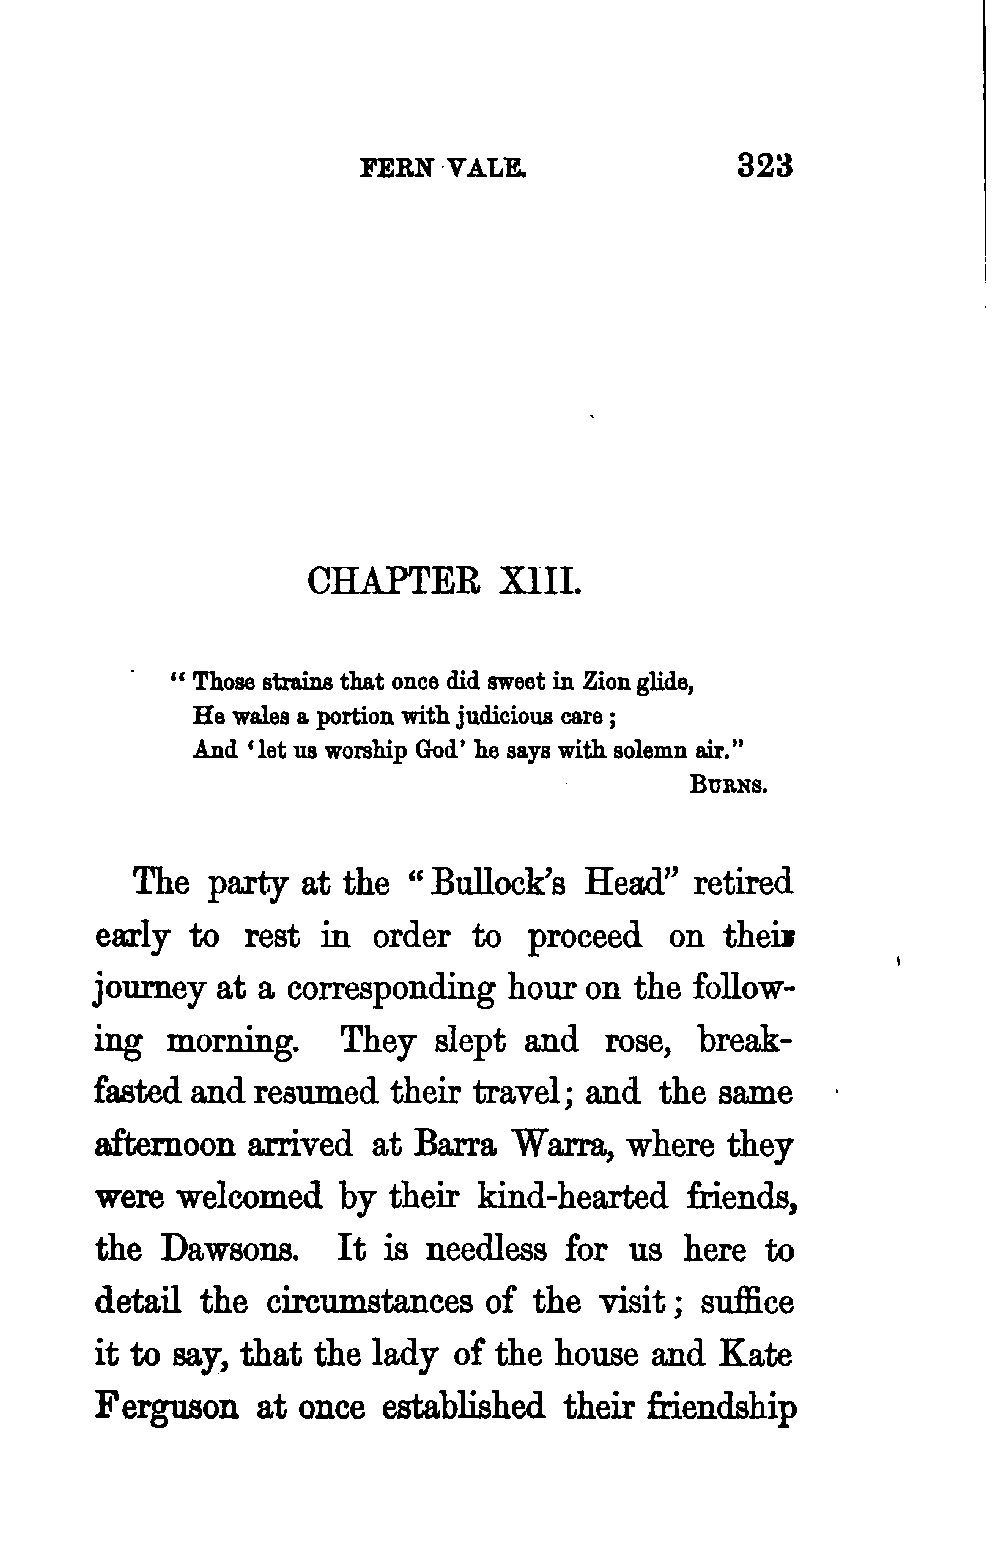 FERN VALE. 323
CHAPTER XIII.
“Those strains that once did sweet in Zion glide,
He wales a portion with judicious care;
And ‘let us worship God’ he says with solemn air.”
BURNS.
The party at the “Bullock’s Head” retired
early to rest in order to proceed on their
journey at a corresponding hour on the follow-
ing morning. They slept and rose, break-
fasted and resumed their travel; and the same
afternoon arrived at Barra Warra, where they
were welcomed by their kind-hearted friends,
the Dawsons. It is needless for us here to
detail the circumstances of the visit; suffice
it to say, that the lady of the house and Kate
Ferguson at once established their friendship